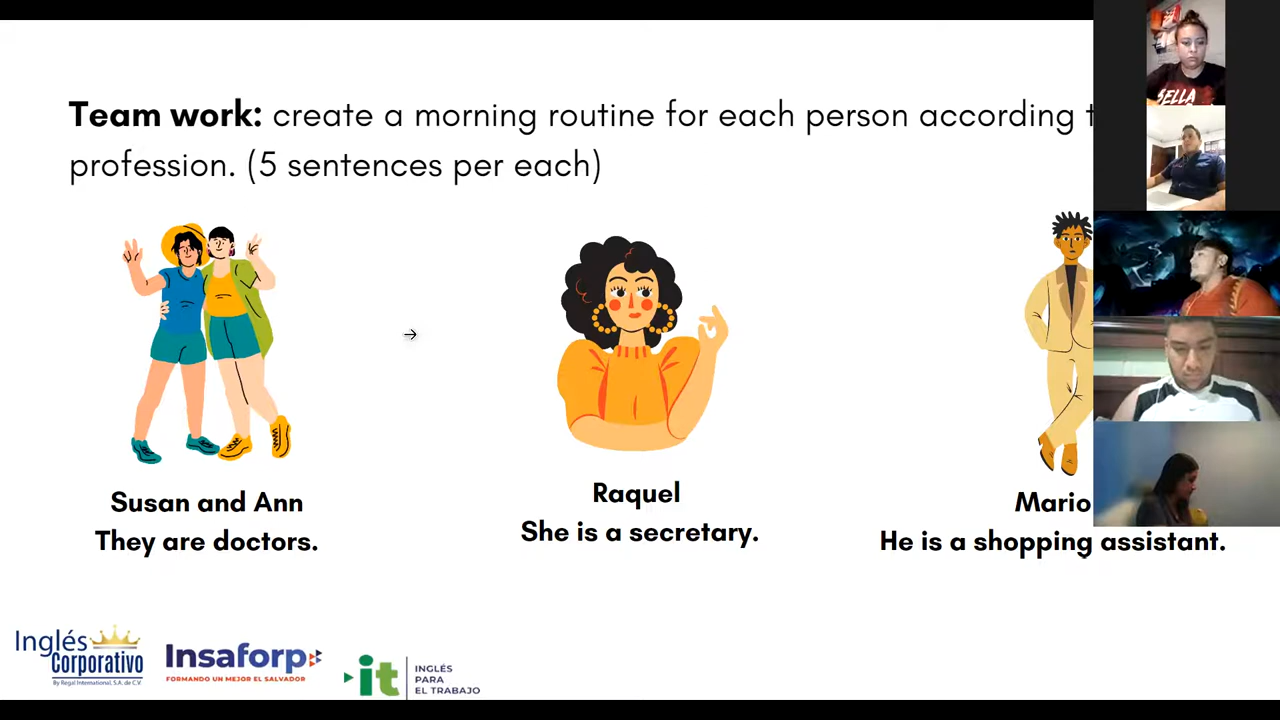 Team work: create a morning routine for each person according
profession. (5 sentences per each)
Susan and Ann
They are doctors.
Raquel
She is a secretary.
Mario
He is a shopping assistant.
Inglés
Corporativo
By Regal International, S.A. de C.V.
Insaforp
FORMANDO UN MEJOR EL SALVADOR
it
INGLÉS
PARA
EL TRABAJO